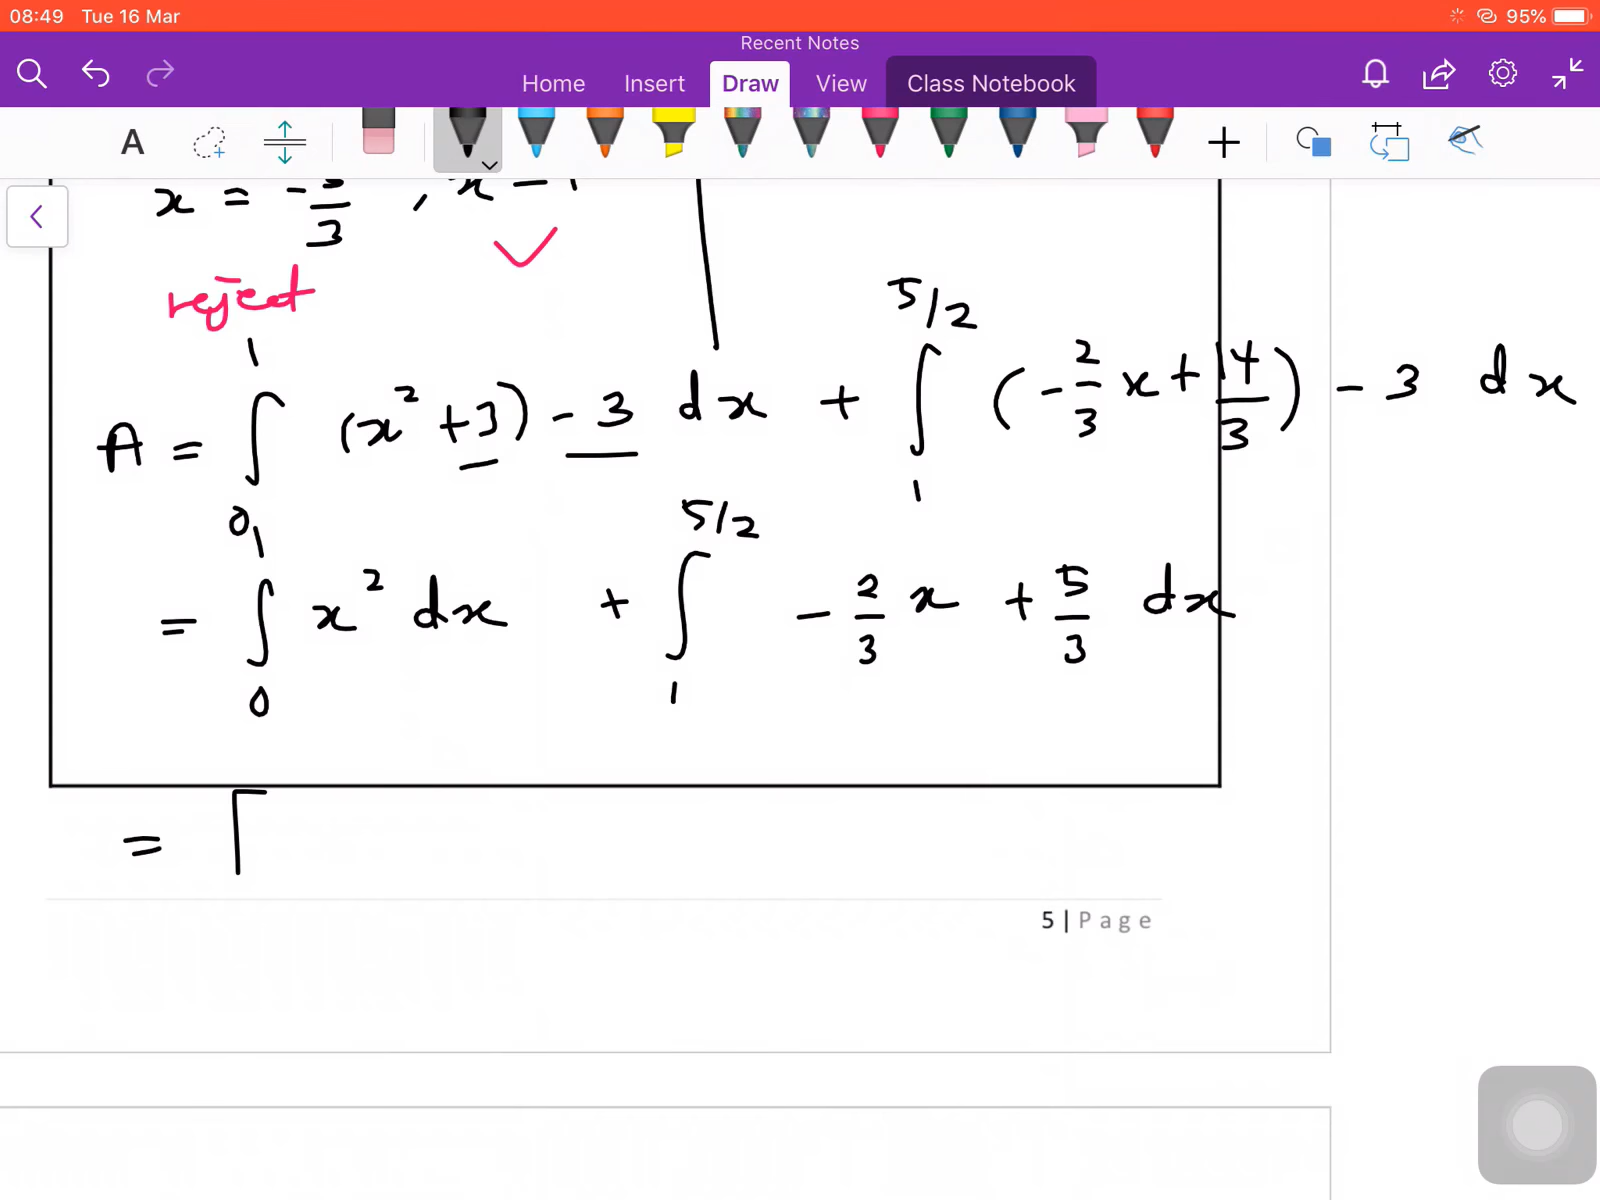 08:49 Tue 16 Mar 95%
Recent Notes
Home Insert Draw View Class Notebook
A
x = - /3 , x = 1
reject
A = ∫₀¹ (x² + 3) - 3 dx + ∫₁^{5/2} (-2/3 x + 14/3) - 3 dx
= ∫₀¹ x² dx + ∫₁^{5/2} -2/3 x + 5/3 dx
= [
5 | Page